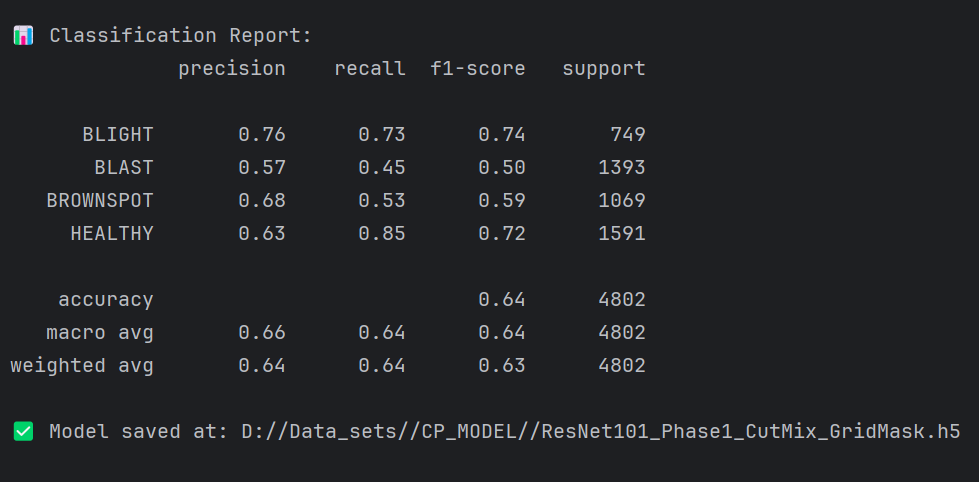 📊 Classification Report:
precision recall f1-score support
BLIGHT 0.76 0.73 0.74 749
BLAST 0.57 0.45 0.50 1393
BROWNSPOT 0.68 0.53 0.59 1069
HEALTHY 0.63 0.85 0.72 1591
accuracy 0.64 4802
macro avg 0.66 0.64 0.64 4802
weighted avg 0.64 0.64 0.63 4802
✅ Model saved at: D://Data_sets//CP_MODEL//ResNet101_Phase1_CutMix_GridMask.h5